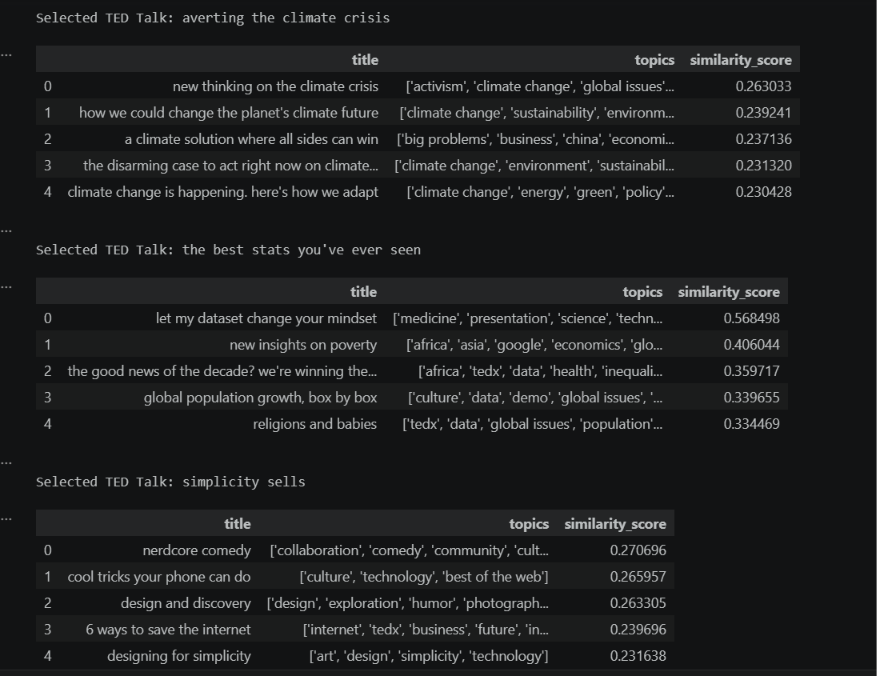 Selected TED Talk: averting the climate crisis
...
title topics similarity_score
0 new thinking on the climate crisis ['activism', 'climate change', 'global issues'... 0.263033
1 how we could change the planet's climate future ['climate change', 'sustainability', 'environm... 0.239241
2 a climate solution where all sides can win ['big problems', 'business', 'china', 'economi... 0.237136
3 the disarming case to act right now on climate... ['climate change', 'environment', 'sustainabil... 0.231320
4 climate change is happening. here's how we adapt ['climate change', 'energy', 'green', 'policy'... 0.230428
...
Selected TED Talk: the best stats you've ever seen
...
title topics similarity_score
0 let my dataset change your mindset ['medicine', 'presentation', 'science', 'techn... 0.568498
1 new insights on poverty ['africa', 'asia', 'google', 'economics', 'glo... 0.406044
2 the good news of the decade? we're winning the... ['africa', 'tedx', 'data', 'health', 'inequali... 0.359717
3 global population growth, box by box ['culture', 'data', 'demo', 'global issues', '... 0.339655
4 religions and babies ['tedx', 'data', 'global issues', 'population'... 0.334469
...
Selected TED Talk: simplicity sells
...
title topics similarity_score
0 nerdcore comedy ['collaboration', 'comedy', 'community', 'cult... 0.270696
1 cool tricks your phone can do ['culture', 'technology', 'best of the web'] 0.265957
2 design and discovery ['design', 'exploration', 'humor', 'photograph... 0.263305
3 6 ways to save the internet ['internet', 'tedx', 'business', 'future', 'in... 0.239696
4 designing for simplicity ['art', 'design', 'simplicity', 'technology'] 0.231638